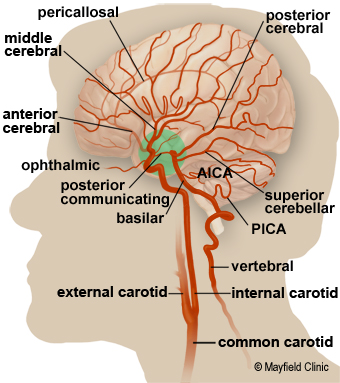 pericallosal
posterior
cerebral
middle
cerebral
anterior
cerebral
ophthalmic
posterior
communicating
basilar
AICA
superior
cerebellar
PICA
vertebral
external carotid
internal carotid
common carotid
© Mayfield Clinic